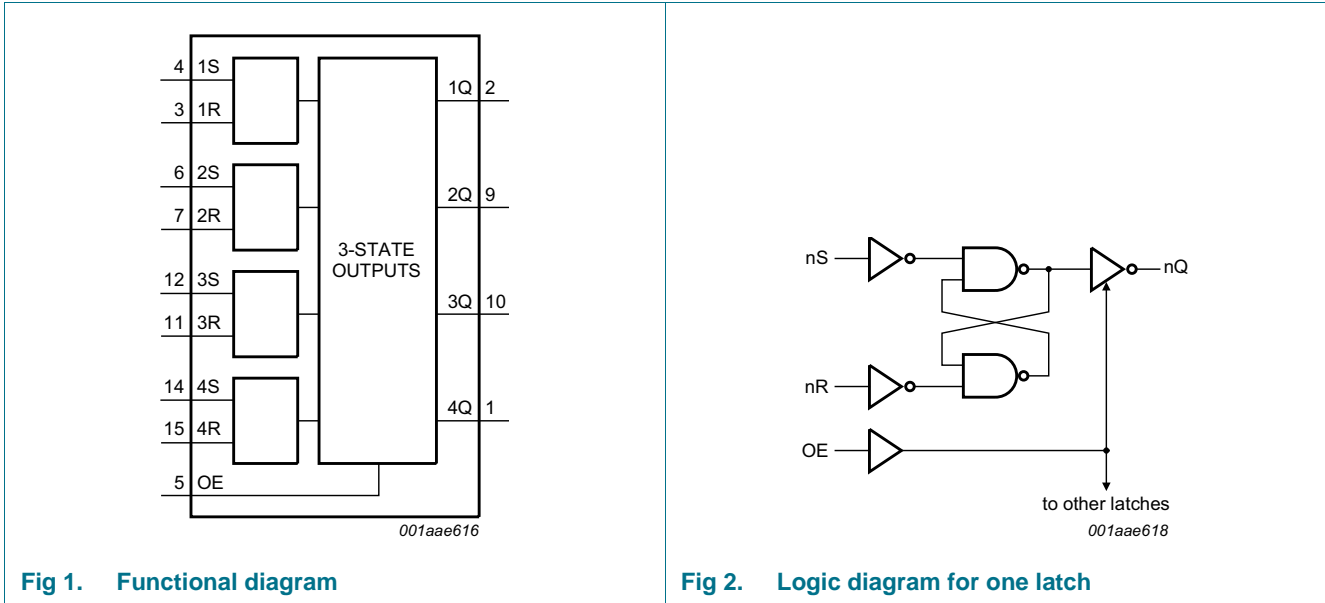 4 1S
3 1R
1Q 2
6 2S
7 2R
2Q 9
3-STATE
OUTPUTS
12 3S
11 3R
3Q 10
14 4S
15 4R
4Q 1
5 OE
001aae616
Fig 1. Functional diagram
nS
nQ
nR
OE
to other latches
001aae618
Fig 2. Logic diagram for one latch